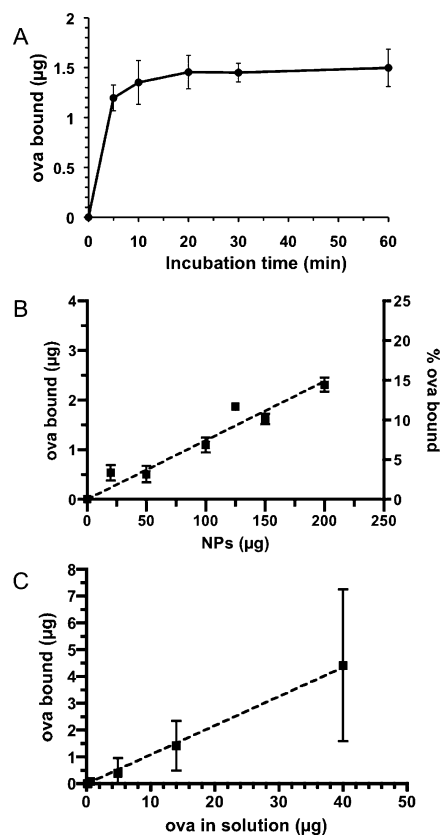 A
2
1.5
1
0.5
0
ova bound (µg)
0 10 20 30 40 50 60
Incubation time (min)
B
4
3
2
1
0
ova bound (µg)
25
20
15
10
5
0
% ova bound
0 50 100 150 200 250
NPs (µg)
C
8
7
6
5
4
3
2
1
0
ova bound (µg)
0 10 20 30 40 50
ova in solution (µg)